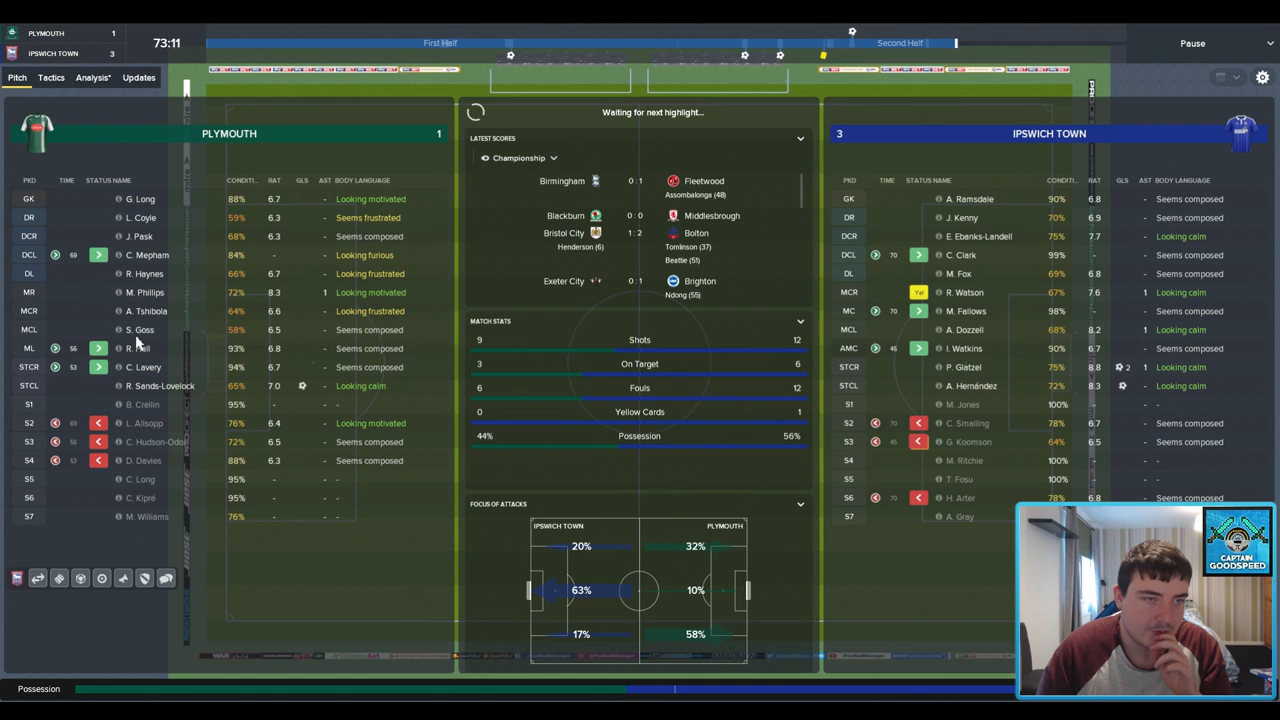 PLYMOUTH 1
IPSWICH TOWN 3
73:11
First Half
Second Half
Pause
Pitch Tactics Analysis* Updates
PLYMOUTH 1
PKD TIME STATUS NAME CONDITI... RAT GLS AST BODY LANGUAGE
GK G. Long 88% 6.7 - Looking motivated
DR L. Coyle 59% 6.3 - Seems frustrated
DCR J. Pask 68% 6.3 - Seems composed
DCL 69 C. Mepham 84% - - Looking furious
DL R. Haynes 66% 6.7 - Looking frustrated
MR M. Phillips 72% 8.3 1 Looking motivated
MCR A. Tshibola 64% 6.6 - Looking frustrated
MCL S. Goss 58% 6.5 - Seems composed
ML 56 93% 6.8 - Seems composed
STCR 53 C. Lavery 94% 6.7 - Seems composed
STCL R. Sands-Lovelock 65% 7.0 - Looking calm
S1 B. Crellin 95% - - -
S2 69 L. Allsopp 76% 6.4 - Looking motivated
S3 56 C. Hudson-Odoi 72% 6.5 - Seems composed
S4 53 D. Davies 88% 6.3 - Seems composed
S5 C. Long 95% - - -
S6 C. Kipré 95% - - -
S7 M. Williams 76% - - -
Waiting for next highlight...
LATEST SCORES
Championship
Birmingham 0 : 1 Fleetwood
Assombalonga (48)
Blackburn 0 : 0 Middlesbrough
Bristol City 1 : 2 Bolton
Henderson (6) Tomlinson (37)
Beattie (51)
Exeter City 0 : 1 Brighton
Ndong (55)
MATCH STATS
9 Shots 12
3 On Target 6
6 Fouls 12
0 Yellow Cards 1
44% Possession 56%
FOCUS OF ATTACKS
IPSWICH TOWN PLYMOUTH
20% 32%
63% 10%
17% 58%
3 IPSWICH TOWN
PKD TIME STATUS NAME CONDITI... RAT GLS AST BODY LANGUAGE
GK A. Ramsdale 90% 6.8 - Seems composed
DR J. Kenny 70% 6.9 - Seems composed
DCR E. Ebanks-Landell 75% 7.7 - Looking calm
DCL 70 C. Clark 99% - - Seems composed
DL M. Fox 69% 6.8 - Seems composed
MCR Yel R. Watson 67% 7.6 1 Looking calm
MC 70 M. Fallows 98% - - Seems composed
MCL A. Dozzell 68% 8.2 1 Looking calm
AMC 45 I. Watkins 90% 6.7 - Seems composed
STCR P. Glatzel 75% 8.8 2 1 Looking calm
STCL A. Hernández 72% 8.3 - Looking calm
S1 M. Jones 100% - - -
S2 70 C. Smalling 78% 6.7 - Seems composed
S3 45 G. Koomson 64% 6.5 - Seems composed
S4 M. Ritchie 100% - - -
S5 T. Fosu 100% - - -
S6 70 H. Arter 78% 6.8 - Seems composed
S7 A. Gray
CAPTAIN
GOODSPEED
Possession